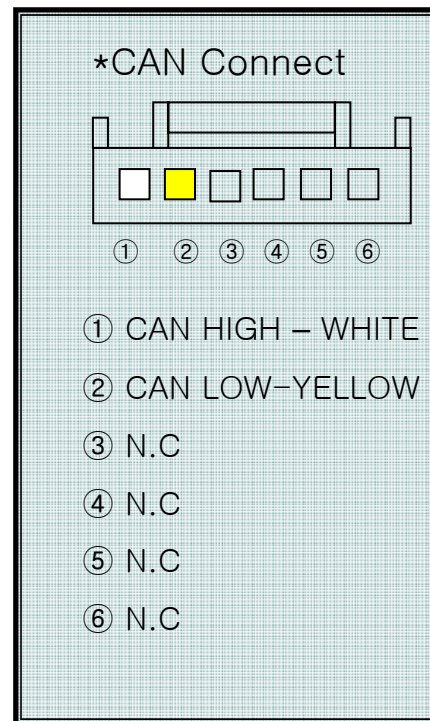 *CAN Connect
① ② ③ ④ ⑤ ⑥
① CAN HIGH – WHITE
② CAN LOW-YELLOW
③ N.C
④ N.C
⑤ N.C
⑥ N.C